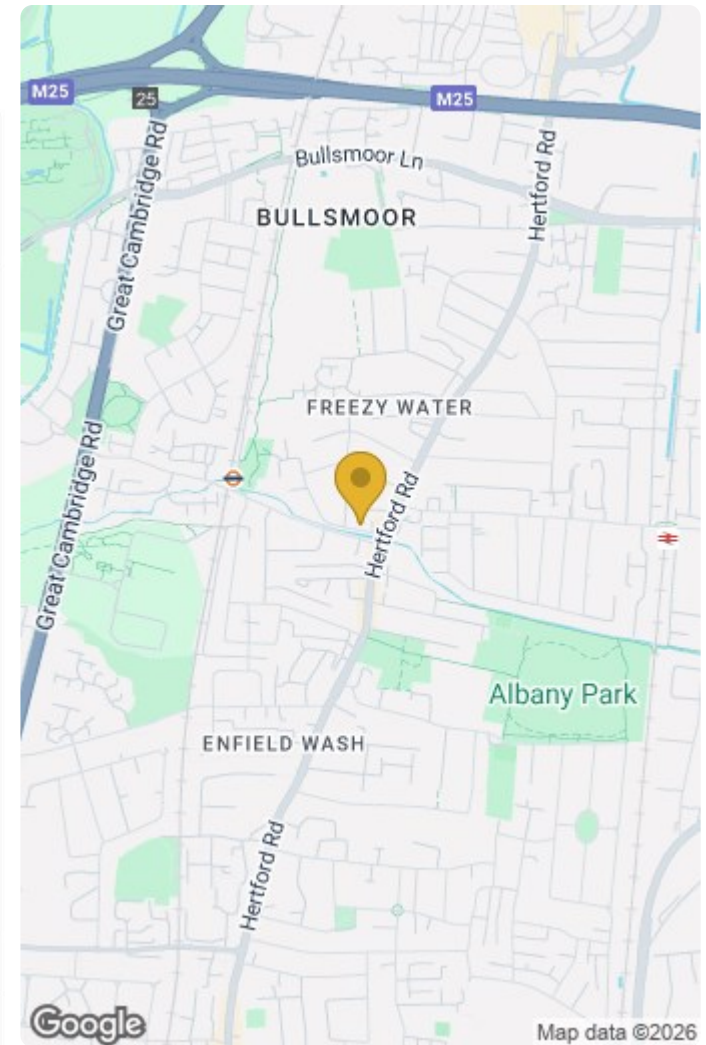 M25
25
M25
Bullsmoor Ln
Hertford Rd
BULLSMOOR
Great Cambridge Rd
FREEZY WATER
Hertford Rd
Great Cambridge Rd
Albany Park
ENFIELD WASH
Hertford Rd
Google
Map data ©2026